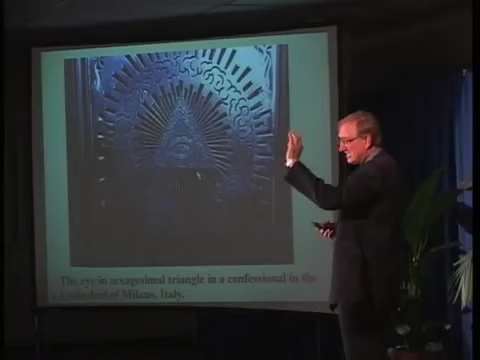 The eye in sexagesimal triangle in a confessional in the
Cathedral of Milano, Italy.